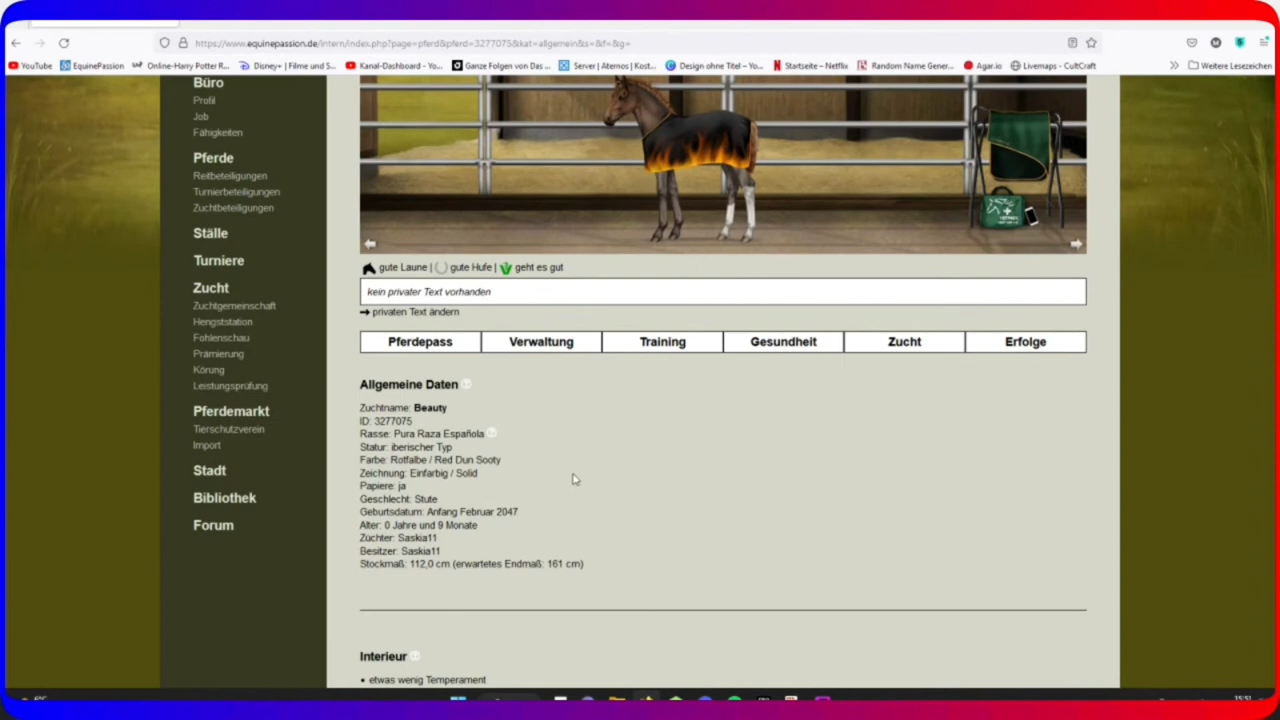 https://www.equinepassion.de/intern/index.php?page=pferd&pferd=3277075&kat=allgemein&s=&f=&g=
YouTube EquinePassion Online-Harry Potter R... Disney+ | Filme und S... Kanal-Dashboard - Yo... Ganze Folgen von Das ... Server | Aternos | Kost... Design ohne Titel – Yo... Startseite – Netflix Random Name Gener... Agar.io Livemaps - CultCraft Weitere Lesezeichen
Büro
Profil
Job
Fähigkeiten
Pferde
Reitbeteiligungen
Turnierbeteiligungen
Zuchtbeteiligungen
Ställe
Turniere
Zucht
Zuchtgemeinschaft
Hengststation
Fohlenschau
Prämierung
Körung
Leistungsprüfung
Pferdemarkt
Tierschutzverein
Import
Stadt
Bibliothek
Forum
gute Laune | gute Hufe | geht es gut
kein privater Text vorhanden
privaten Text ändern
Pferdepass Verwaltung Training Gesundheit Zucht Erfolge
Allgemeine Daten
Zuchtname: Beauty
ID: 3277075
Rasse: Pura Raza Española
Statur: iberischer Typ
Farbe: Rotfalbe / Red Dun Sooty
Zeichnung: Einfarbig / Solid
Papiere: ja
Geschlecht: Stute
Geburtsdatum: Anfang Februar 2047
Alter: 0 Jahre und 9 Monate
Züchter: Saskia11
Besitzer: Saskia11
Stockmaß: 112,0 cm (erwartetes Endmaß: 161 cm)
Interieur
• etwas wenig Temperament
15:51